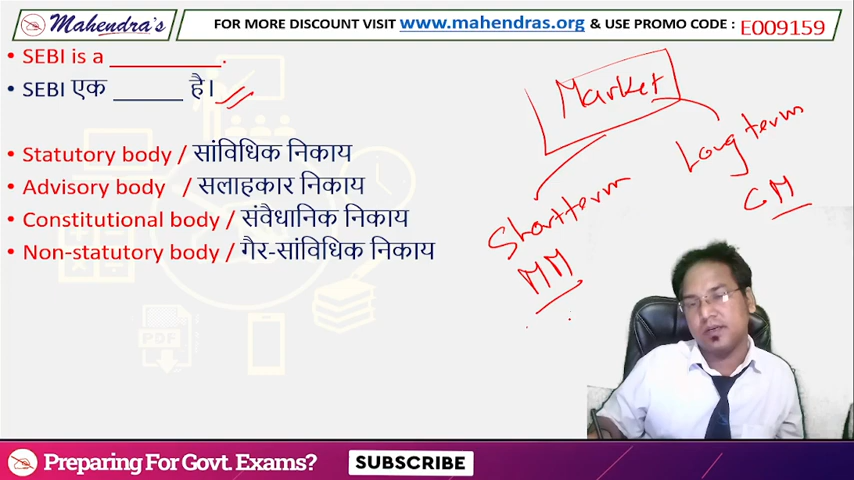 Mahendra's
FOR MORE DISCOUNT VISIT www.mahendras.org & USE PROMO CODE : E009159
• SEBI is a __________.
• SEBI एक ______ है।
• Statutory body / सांविधिक निकाय
• Advisory body / सलाहकार निकाय
• Constitutional body / संवैधानिक निकाय
• Non-statutory body / गैर-सांविधिक निकाय
Market
Short term
MM
Long term
CM
PDF
Preparing For Govt. Exams? SUBSCRIBE